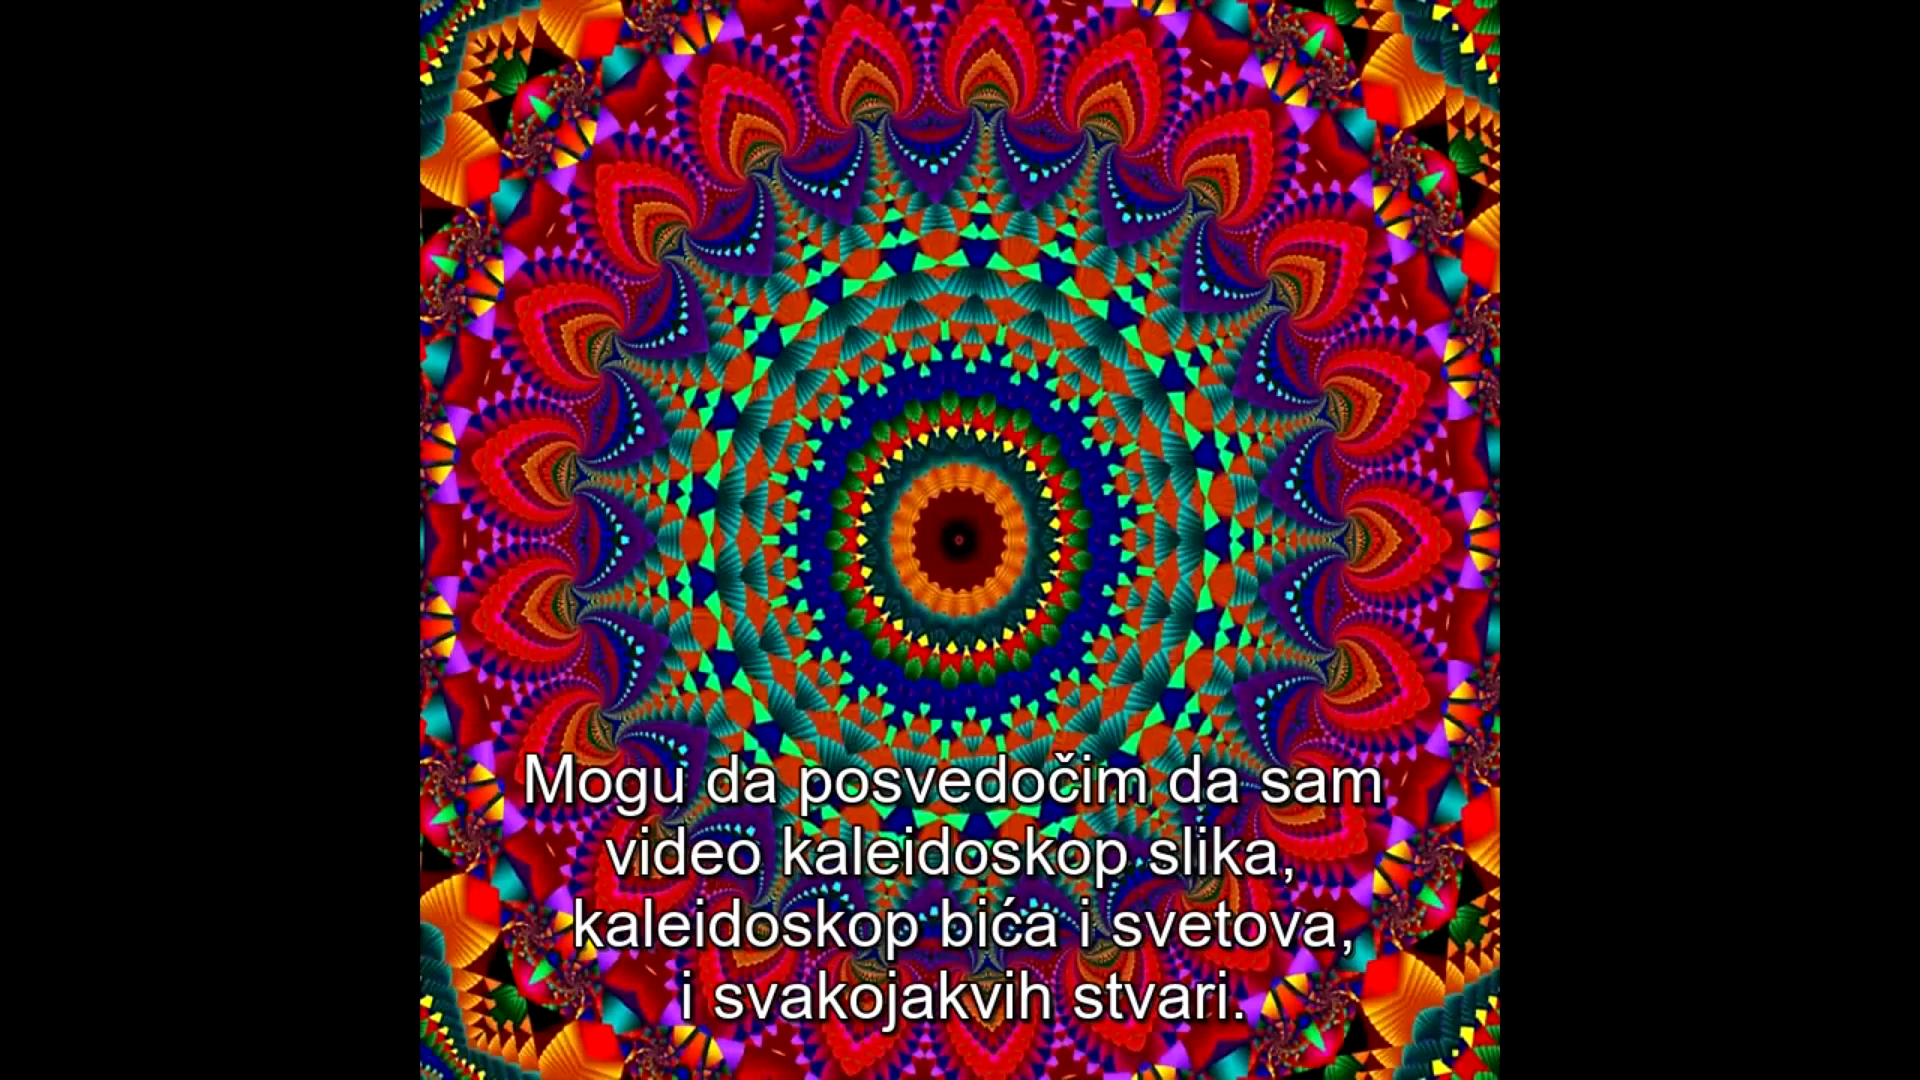 Mogu da posvedočim da sam
video kaleidoskop slika,
kaleidoskop bića i svetova,
i svakojakvih stvari.